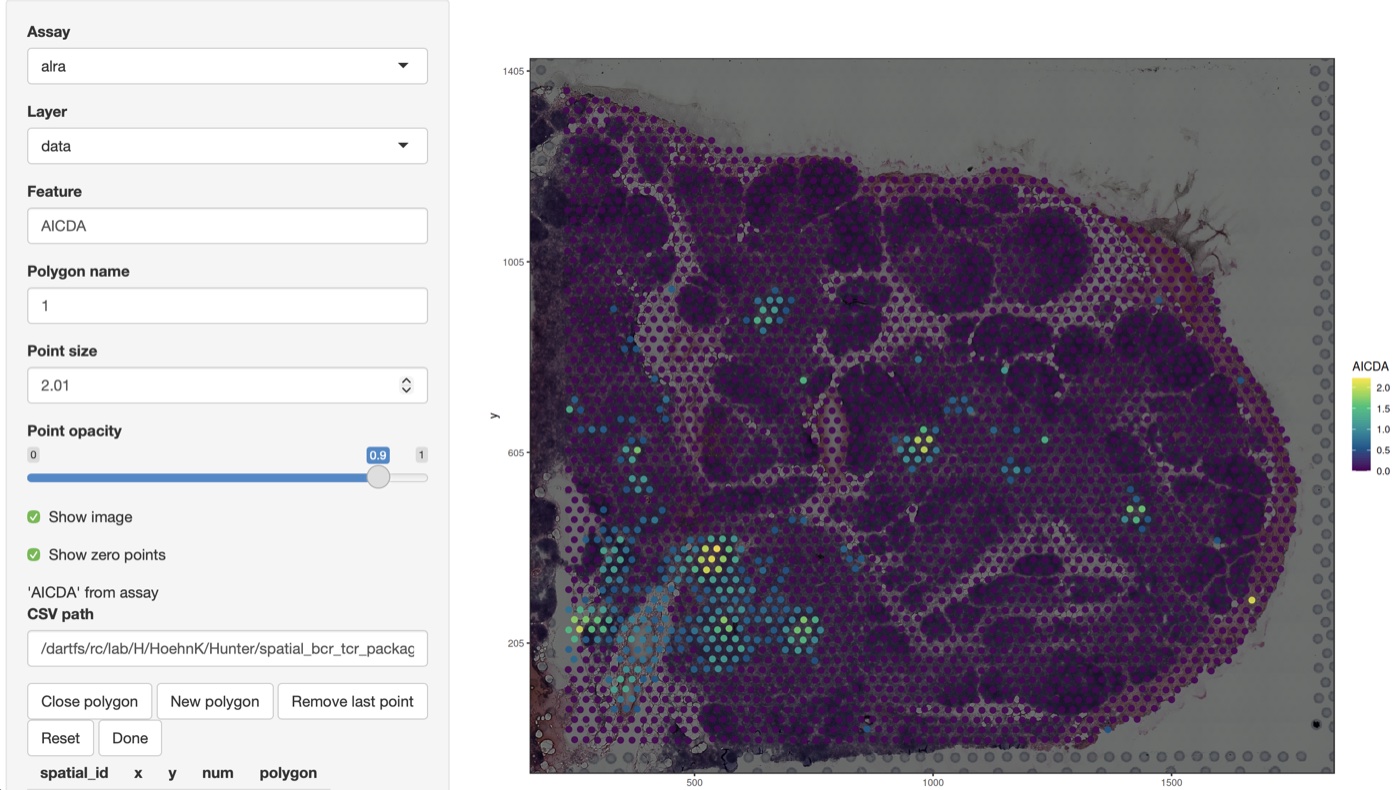 Assay
alra
Layer
data
Feature
AICDA
Polygon name
1
Point size
2.01
Point opacity
0 0.9 1
Show image
Show zero points
'AICDA' from assay
CSV path
/dartfs/rc/lab/H/HoehnK/Hunter/spatial_bcr_tcr_packag
Close polygon New polygon Remove last point
Reset Done
spatial_id x y num polygon
1405
1005
605
205
y
500 1000 1500
AICDA
2.0
1.5
1.0
0.5
0.0